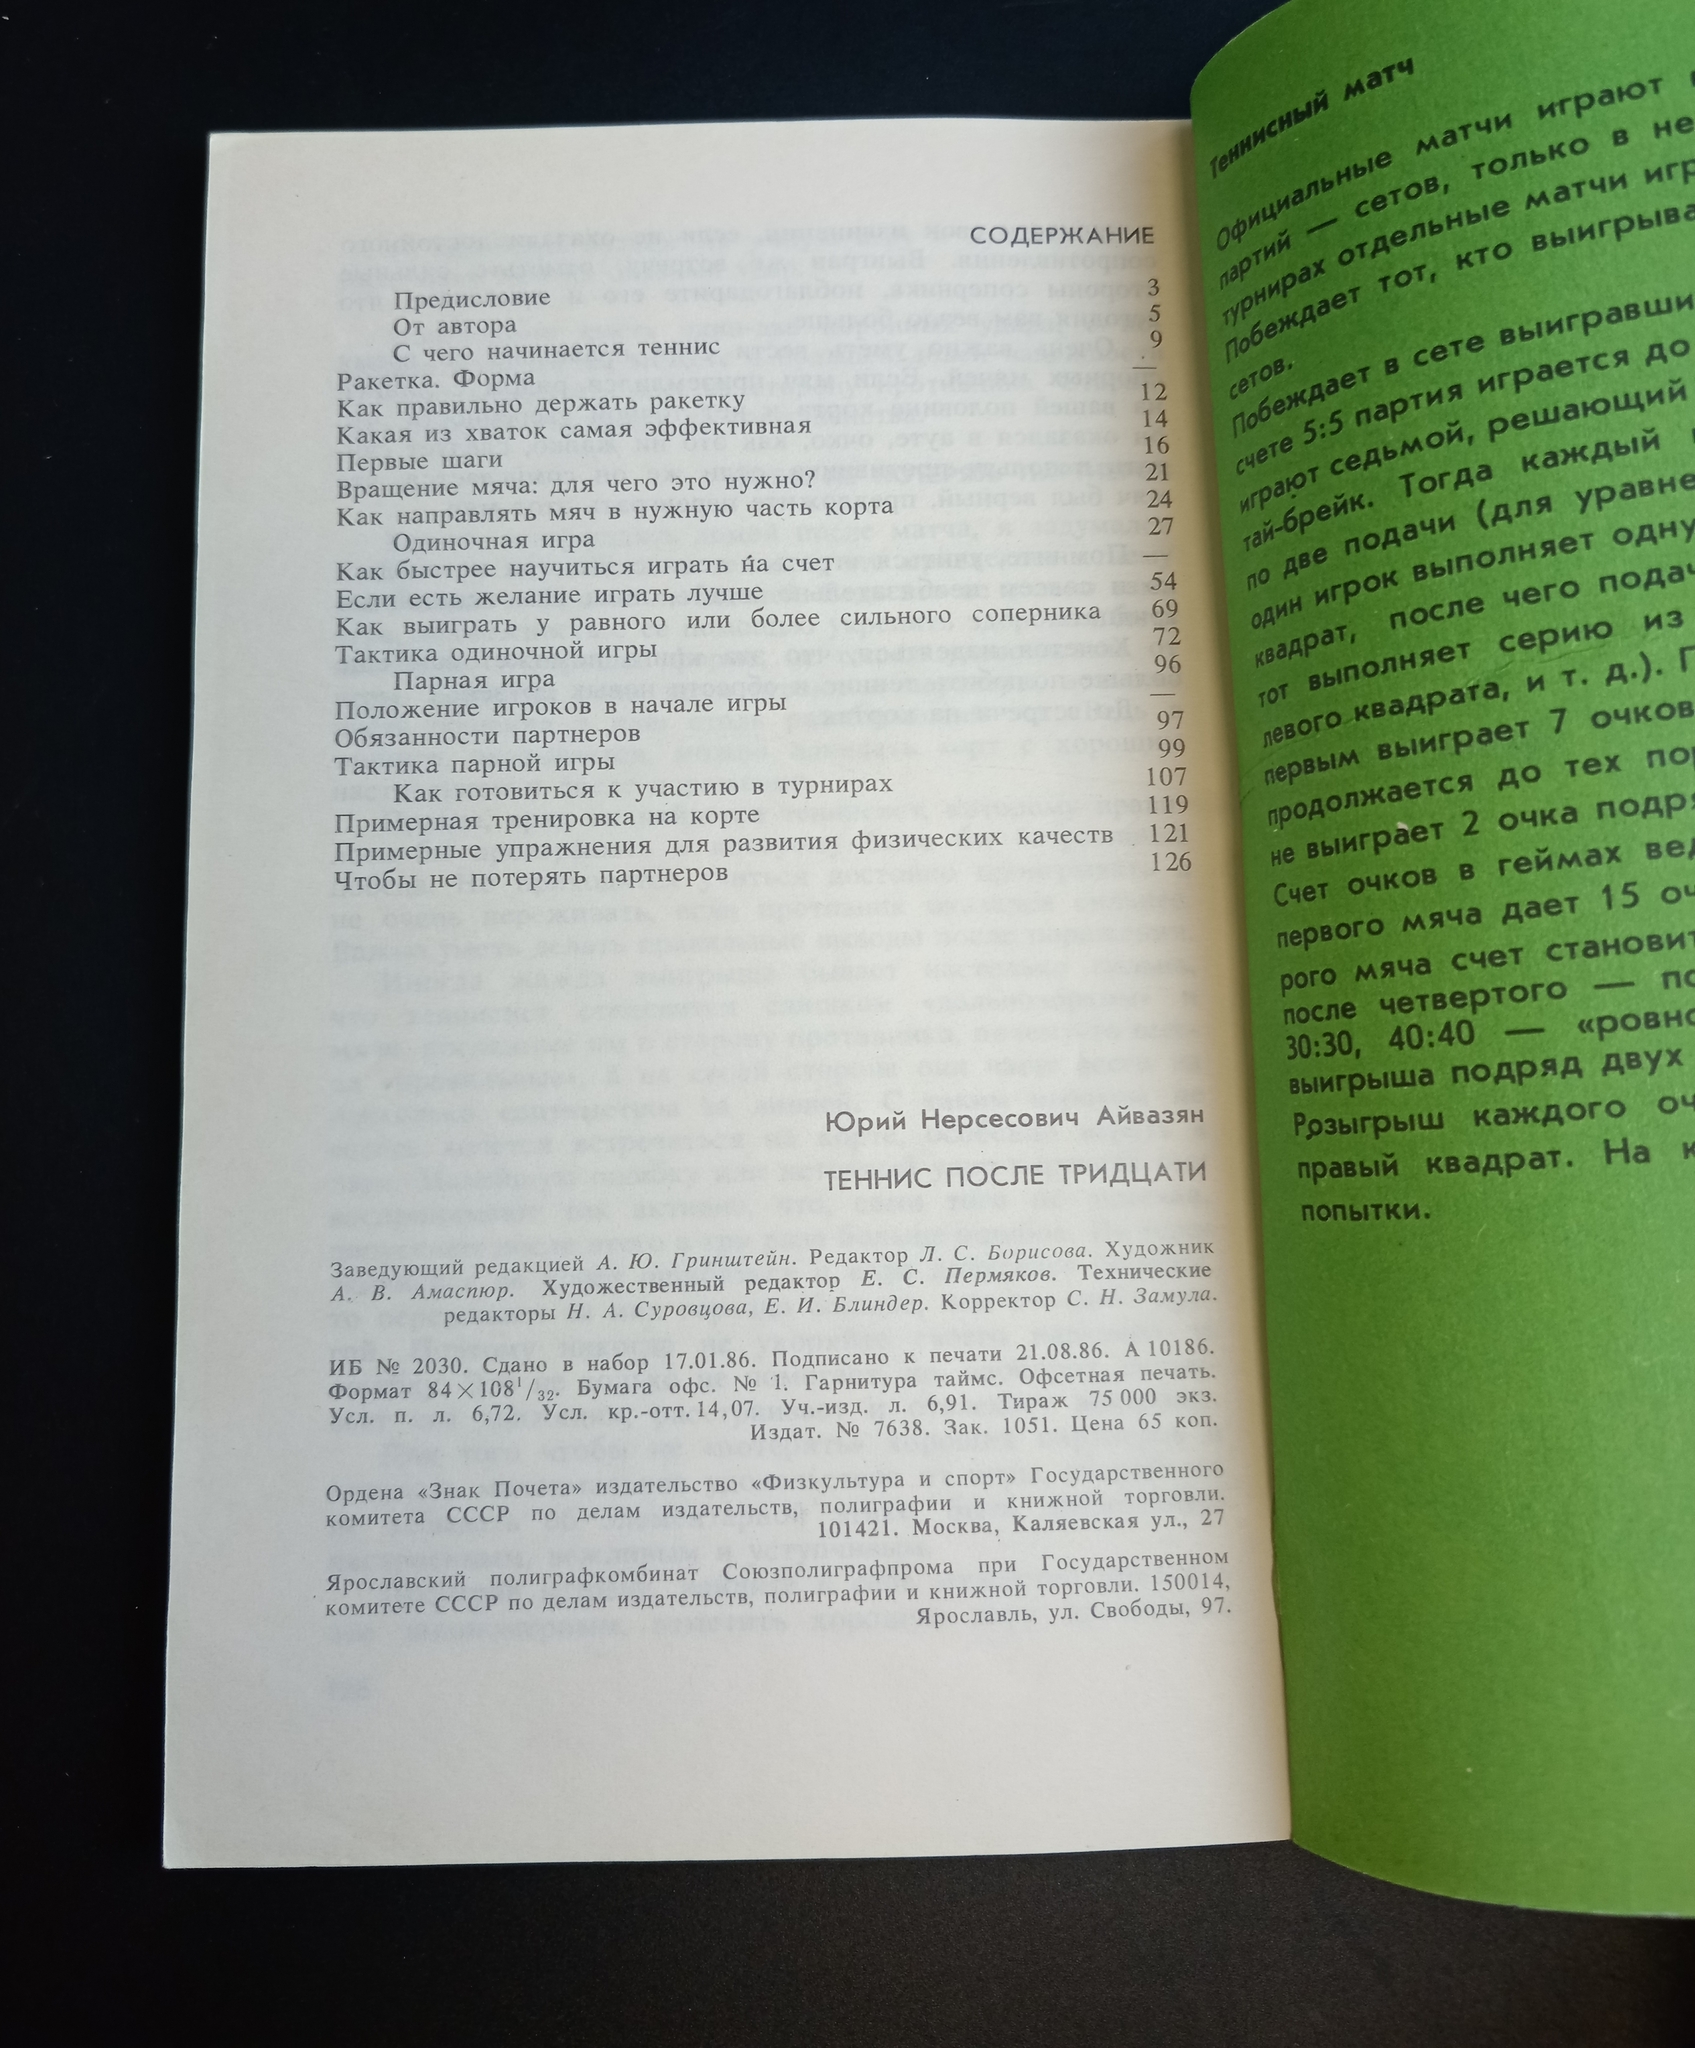 СОДЕРЖАНИЕ
Предисловие 3
От автора 5
С чего начинается теннис 9
Ракетка. Форма —
Как правильно держать ракетку 12
Какая из хваток самая эффективная 14
Первые шаги 16
Вращение мяча: для чего это нужно? 21
Как направлять мяч в нужную часть корта 24
Одиночная игра 27
Как быстрее научиться играть на счет —
Если есть желание играть лучше 54
Как выиграть у равного или более сильного соперника 69
Тактика одиночной игры 72
Парная игра 96
Положение игроков в начале игры —
Обязанности партнеров 97
Тактика парной игры 99
Как готовиться к участию в турнирах 107
Примерная тренировка на корте 119
Примерные упражнения для развития физических качеств 121
Чтобы не потерять партнеров 126
Юрий Нерсесович Айвазян
ТЕННИС ПОСЛЕ ТРИДЦАТИ
Заведующий редакцией А. Ю. Гринштейн. Редактор Л. С. Борисова. Художник
А. В. Амаспюр. Художественный редактор Е. С. Пермяков. Технические
редакторы Н. А. Суровцова, Е. И. Блиндер. Корректор С. Н. Замула.
ИБ № 2030. Сдано в набор 17.01.86. Подписано к печати 21.08.86. А 10186.
Формат 84×108¹/₃₂. Бумага офс. № 1. Гарнитура таймс. Офсетная печать.
Усл. п. л. 6,72. Усл. кр.-отт. 14,07. Уч.-изд. л. 6,91. Тираж 75 000 экз.
Издат. № 7638. Зак. 1051. Цена 65 коп.
Ордена «Знак Почета» издательство «Физкультура и спорт» Государственного
комитета СССР по делам издательств, полиграфии и книжной торговли.
101421. Москва, Каляевская ул., 27
Ярославский полиграфкомбинат Союзполиграфпрома при Государственном
комитете СССР по делам издательств, полиграфии и книжной торговли. 150014,
Ярославль, ул. Свободы, 97.
Теннисный матч
Официальные матчи играют
партий — сетов, только в не
турнирах отдельные матчи игр
Побеждает тот, кто выигрыва
сетов.
Побеждает в сете выигравши
счете 5:5 партия играется до
играют седьмой, решающий
тай-брейк. Тогда каждый
по две подачи (для уравне
один игрок выполняет одну
квадрат, после чего подач
тот выполняет серию из
левого квадрата, и т. д.). П
первым выиграет 7 очков
продолжается до тех пор
не выиграет 2 очка подря
Счет очков в геймах вед
первого мяча дает 15 оч
рого мяча счет становит
после четвертого — по
30:30, 40:40 — «ровно
выигрыша подряд двух
Розыгрыш каждого оч
правый квадрат. На к
попытки.